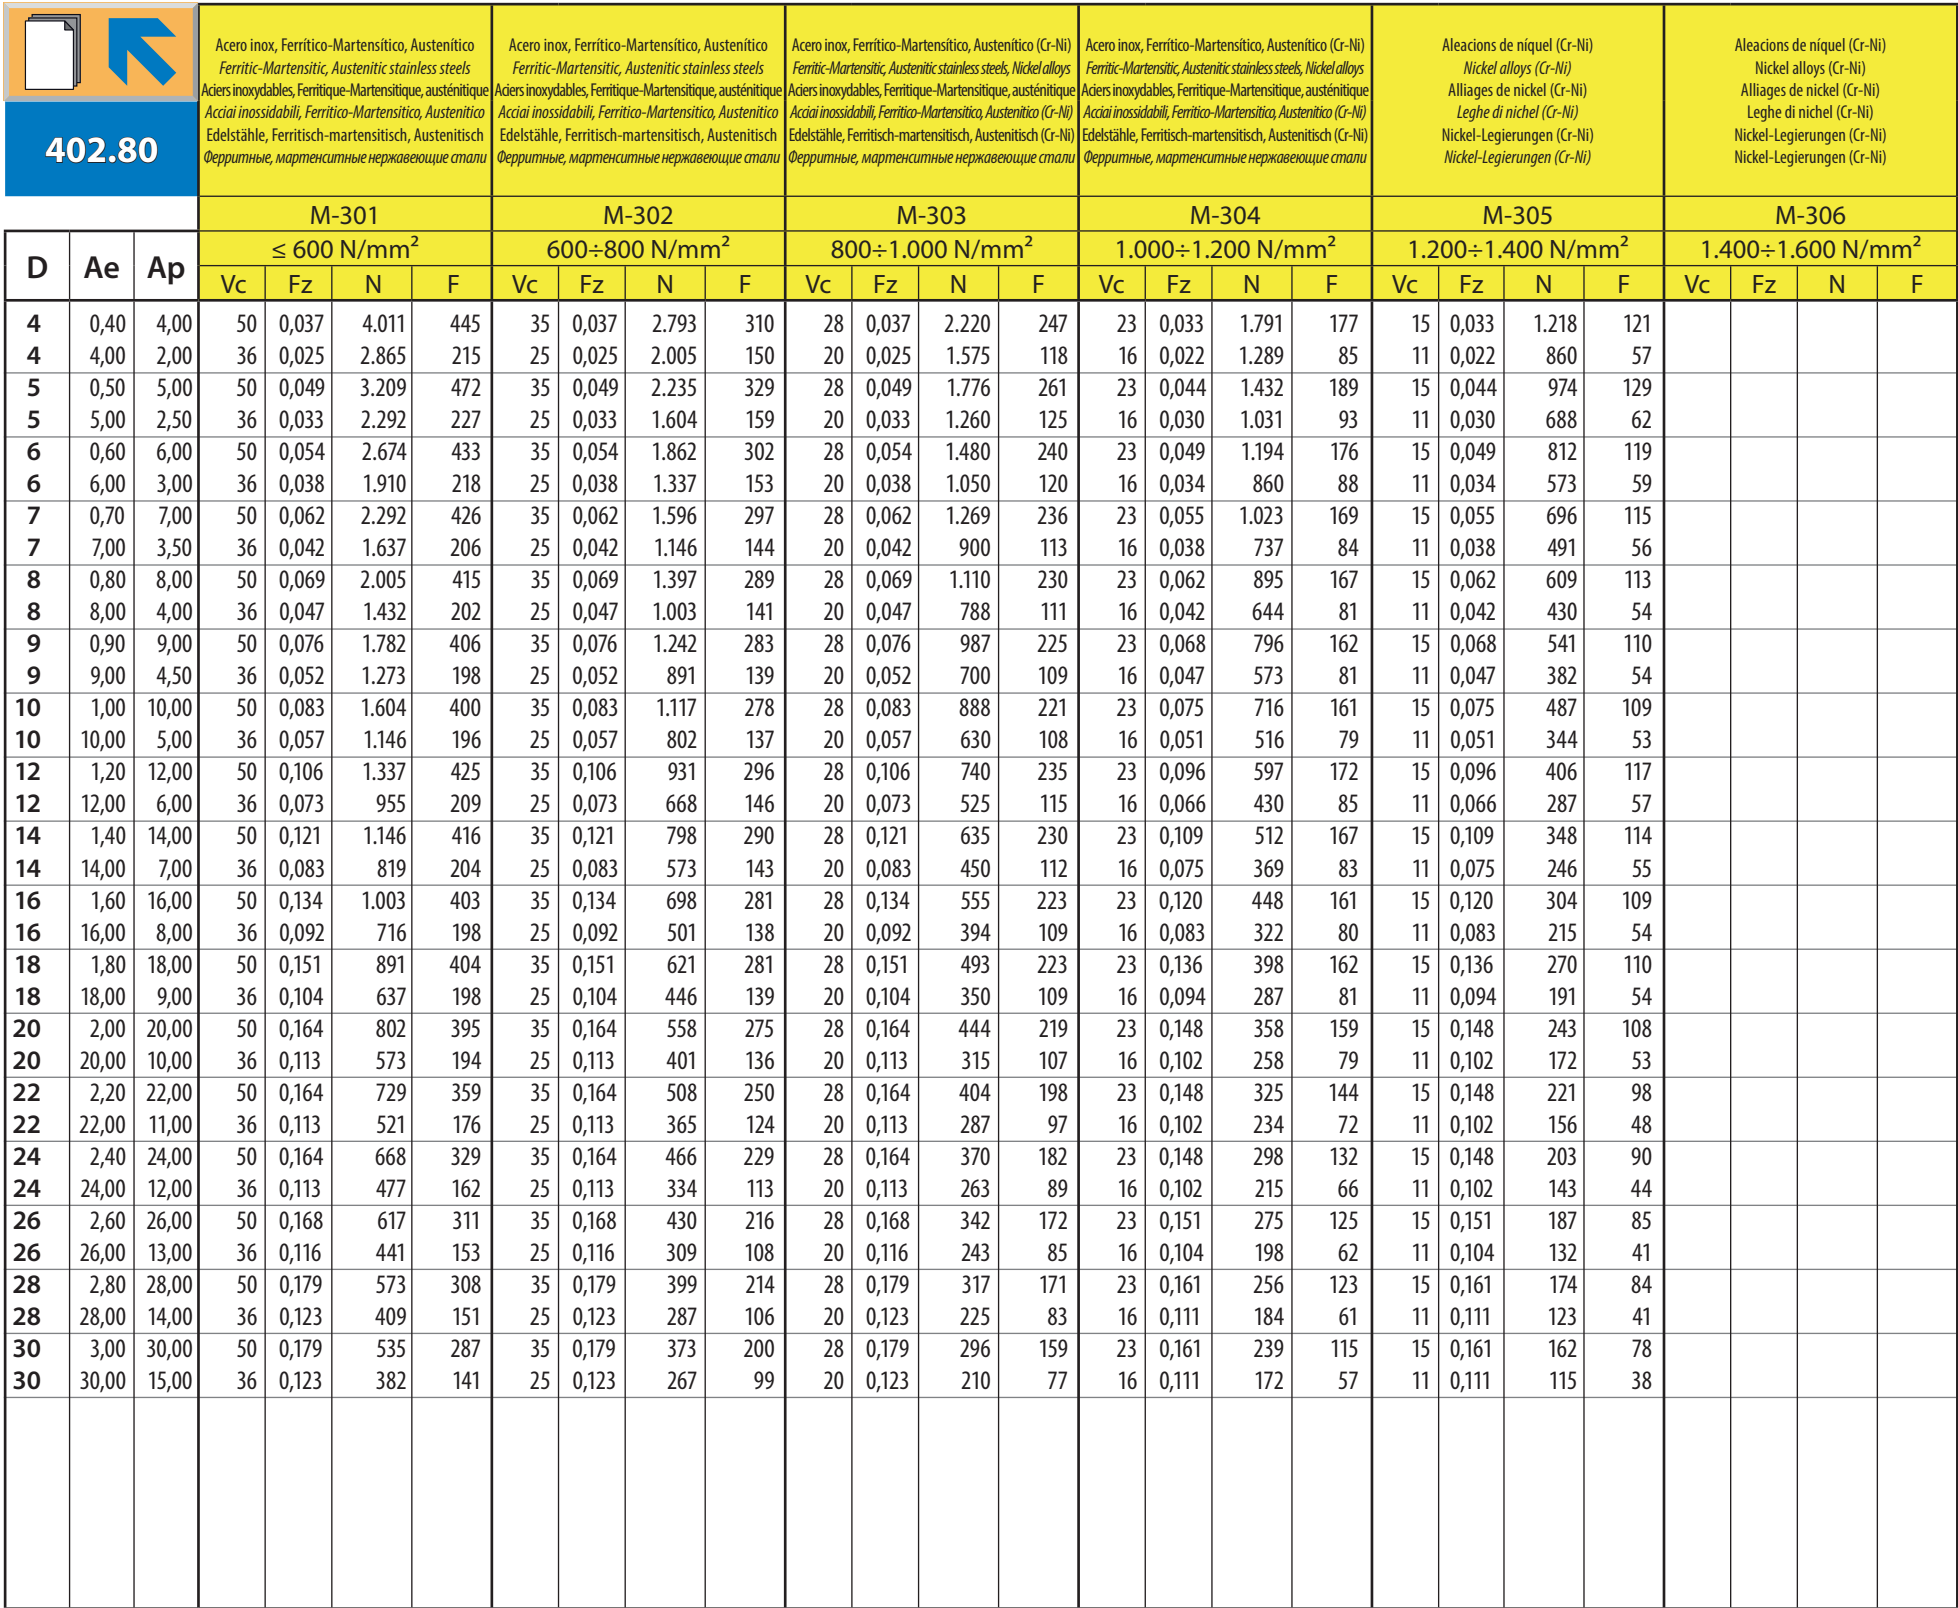 402.80
Acero inox, Ferrítico-Martensítico, Austenítico
Ferritic-Martensitic, Austenitic stainless steels
Aciers inoxydables, Ferritique-Martensitique, austénitique
Acciai inossidabili, Ferrítico-Martensítico, Austenítico
Edelstähle, Ferritisch-martensitisch, Austenitisch
Ферритные, мартенситные нержавеющие стали
Acero inox, Ferrítico-Martensítico, Austenítico
Ferritic-Martensitic, Austenitic stainless steels
Aciers inoxydables, Ferritique-Martensitique, austénitique
Acciai inossidabili, Ferrítico-Martensítico, Austenítico
Edelstähle, Ferritisch-martensitisch, Austenitisch
Ферритные, мартенситные нержавеющие стали
Acero inox, Ferrítico-Martensítico, Austenítico (Cr-Ni)
Ferritic-Martensitic, Austenitic stainless steels, Nickel alloys
Aciers inoxydables, Ferritique-Martensitique, austénitique
Acciai inossidabili, Ferrítico-Martensítico, Austenítico (Cr-Ni)
Edelstähle, Ferritisch-martensitisch, Austenitisch (Cr-Ni)
Ферритные, мартенситные нержавеющие стали
Acero inox, Ferrítico-Martensítico, Austenítico (Cr-Ni)
Ferritic-Martensitic, Austenitic stainless steels, Nickel alloys
Aciers inoxydables, Ferritique-Martensitique, austénitique
Acciai inossidabili, Ferrítico-Martensítico, Austenítico (Cr-Ni)
Edelstähle, Ferritisch-martensitisch, Austenitisch (Cr-Ni)
Ферритные, мартенситные нержавеющие стали
Aleacions de níquel (Cr-Ni)
Nickel alloys (Cr-Ni)
Alliages de nickel (Cr-Ni)
Leghe di nichel (Cr-Ni)
Nickel-Legierungen (Cr-Ni)
Nickel-Legierungen (Cr-Ni)
Aleacions de níquel (Cr-Ni)
Nickel alloys (Cr-Ni)
Alliages de nickel (Cr-Ni)
Leghe di nichel (Cr-Ni)
Nickel-Legierungen (Cr-Ni)
Nickel-Legierungen (Cr-Ni)
M-301 M-302 M-303 M-304 M-305 M-306
≤ 600 N/mm² 600÷800 N/mm² 800÷1.000 N/mm² 1.000÷1.200 N/mm² 1.200÷1.400 N/mm² 1.400÷1.600 N/mm²
D Ae Ap Vc Fz N F Vc Fz N F Vc Fz N F Vc Fz N F Vc Fz N F Vc Fz N F
4 0,40 4,00 50 0,037 4.011 445 35 0,037 2.793 310 28 0,037 2.220 247 23 0,033 1.791 177 15 0,033 1.218 121
4 4,00 2,00 36 0,025 2.865 215 25 0,025 2.005 150 20 0,025 1.575 118 16 0,022 1.289 85 11 0,022 860 57
5 0,50 5,00 50 0,049 3.209 472 35 0,049 2.235 329 28 0,049 1.776 261 23 0,044 1.432 189 15 0,044 974 129
5 5,00 2,50 36 0,033 2.292 227 25 0,033 1.604 159 20 0,033 1.260 125 16 0,030 1.031 93 11 0,030 688 62
6 0,60 6,00 50 0,054 2.674 433 35 0,054 1.862 302 28 0,054 1.480 240 23 0,049 1.194 176 15 0,049 812 119
6 6,00 3,00 36 0,038 1.910 218 25 0,038 1.337 153 20 0,038 1.050 120 16 0,034 860 88 11 0,034 573 59
7 0,70 7,00 50 0,062 2.292 426 35 0,062 1.596 297 28 0,062 1.269 236 23 0,055 1.023 169 15 0,055 696 115
7 7,00 3,50 36 0,042 1.637 206 25 0,042 1.146 144 20 0,042 900 113 16 0,038 737 84 11 0,038 491 56
8 0,80 8,00 50 0,069 2.005 415 35 0,069 1.397 289 28 0,069 1.110 230 23 0,062 895 167 15 0,062 609 113
8 8,00 4,00 36 0,047 1.432 202 25 0,047 1.003 141 20 0,047 788 111 16 0,042 644 81 11 0,042 430 54
9 0,90 9,00 50 0,076 1.782 406 35 0,076 1.242 283 28 0,076 987 225 23 0,068 796 162 15 0,068 541 110
9 9,00 4,50 36 0,052 1.273 198 25 0,052 891 139 20 0,052 700 109 16 0,047 573 81 11 0,047 382 54
10 1,00 10,00 50 0,083 1.604 400 35 0,083 1.117 278 28 0,083 888 221 23 0,075 716 161 15 0,075 487 109
10 10,00 5,00 36 0,057 1.146 196 25 0,057 802 137 20 0,057 630 108 16 0,051 516 79 11 0,051 344 53
12 1,20 12,00 50 0,106 1.337 425 35 0,106 931 296 28 0,106 740 235 23 0,096 597 172 15 0,096 406 117
12 12,00 6,00 36 0,073 955 209 25 0,073 668 146 20 0,073 525 115 16 0,066 430 85 11 0,066 287 57
14 1,40 14,00 50 0,121 1.146 416 35 0,121 798 290 28 0,121 635 230 23 0,109 512 167 15 0,109 348 114
14 14,00 7,00 36 0,083 819 204 25 0,083 573 143 20 0,083 450 112 16 0,075 369 83 11 0,075 246 55
16 1,60 16,00 50 0,134 1.003 403 35 0,134 698 281 28 0,134 555 223 23 0,120 448 161 15 0,120 304 109
16 16,00 8,00 36 0,092 716 198 25 0,092 501 138 20 0,092 394 109 16 0,083 322 80 11 0,083 215 54
18 1,80 18,00 50 0,151 891 404 35 0,151 621 281 28 0,151 493 223 23 0,136 398 162 15 0,136 270 110
18 18,00 9,00 36 0,104 637 198 25 0,104 446 139 20 0,104 350 109 16 0,094 287 81 11 0,094 191 54
20 2,00 20,00 50 0,164 802 395 35 0,164 558 275 28 0,164 444 219 23 0,148 358 159 15 0,148 243 108
20 20,00 10,00 36 0,113 573 194 25 0,113 401 136 20 0,113 315 107 16 0,102 258 79 11 0,102 172 53
22 2,20 22,00 50 0,164 729 359 35 0,164 508 250 28 0,164 404 198 23 0,148 325 144 15 0,148 221 98
22 22,00 11,00 36 0,113 521 176 25 0,113 365 124 20 0,113 287 97 16 0,102 234 72 11 0,102 156 48
24 2,40 24,00 50 0,164 668 329 35 0,164 466 229 28 0,164 370 182 23 0,148 298 132 15 0,148 203 90
24 24,00 12,00 36 0,113 477 162 25 0,113 334 113 20 0,113 263 89 16 0,102 215 66 11 0,102 143 44
26 2,60 26,00 50 0,168 617 311 35 0,168 430 216 28 0,168 342 172 23 0,151 275 125 15 0,151 187 85
26 26,00 13,00 36 0,116 441 153 25 0,116 309 108 20 0,116 243 85 16 0,104 198 62 11 0,104 132 41
28 2,80 28,00 50 0,179 573 308 35 0,179 399 214 28 0,179 317 171 23 0,161 256 123 15 0,161 174 84
28 28,00 14,00 36 0,123 409 151 25 0,123 287 106 20 0,123 225 83 16 0,111 184 61 11 0,111 123 41
30 3,00 30,00 50 0,179 535 287 35 0,179 373 200 28 0,179 296 159 23 0,161 239 115 15 0,161 162 78
30 30,00 15,00 36 0,123 382 141 25 0,123 267 99 20 0,123 210 77 16 0,111 172 57 11 0,111 115 38